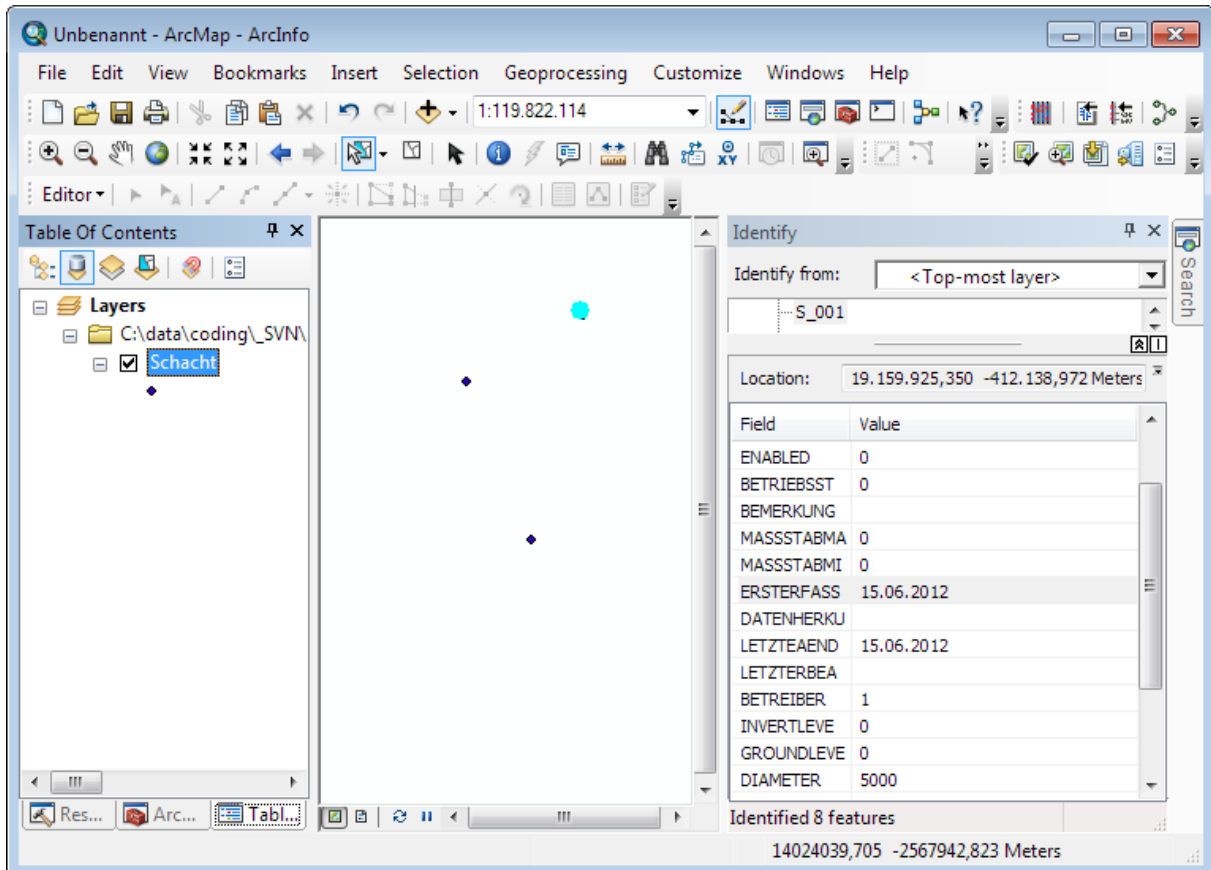 Unbenannt - ArcMap - ArcInfo
File Edit View Bookmarks Insert Selection Geoprocessing Customize Windows Help
1:119.822.114
XY
Editor
Table Of Contents
Layers
C:\data\coding\_SVN\
Schacht
Res... Arc... Tabl...
Identify
Identify from: <Top-most layer>
S_001
Location: 19.159.925,350 -412.138,972 Meters
Field Value
ENABLED 0
BETRIEBSST 0
BEMERKUNG
MASSSTABMA 0
MASSSTABMI 0
ERSTERFASS 15.06.2012
DATENHERKU
LETZTEAEND 15.06.2012
LETZTERBEA
BETREIBER 1
INVERTLEVE 0
GROUNDLEVE 0
DIAMETER 5000
Identified 8 features
Search
14024039,705 -2567942,823 Meters